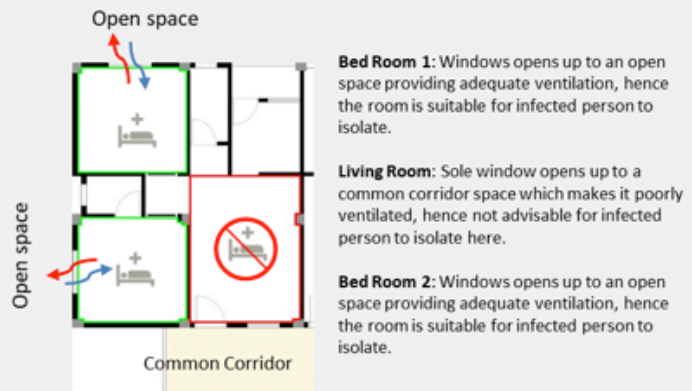 Open space
Open space
Common Corridor
Bed Room 1: Windows opens up to an open
space providing adequate ventilation, hence
the room is suitable for infected person to
isolate.
Living Room: Sole window opens up to a
common corridor space which makes it poorly
ventilated, hence not advisable for infected
person to isolate here.
Bed Room 2: Windows opens up to an open
space providing adequate ventilation, hence
the room is suitable for infected person to
isolate.